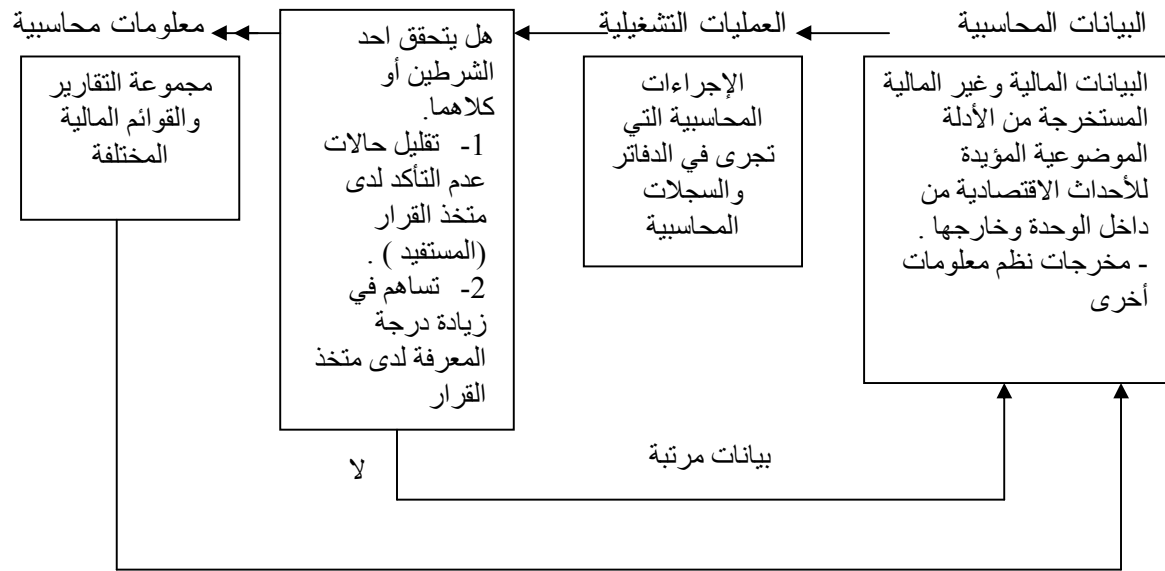 البيانات المحاسبية
العمليات التشغيلية
معلومات محاسبية
البيانات المالية وغير المالية
المستخرجة من الأدلة
الموضوعية المؤيدة
للأحداث الاقتصادية من
داخل الوحدة وخارجها .
- مخرجات نظم معلومات
أخرى
الإجراءات
المحاسبية التي
تجرى في الدفاتر
والسجلات
المحاسبية
هل يتحقق احد
الشرطين أو
كلاهما.
1- تقليل حالات
عدم التأكد لدى
متخذ القرار
(المستفيد ) .
2- تساهم في
زيادة درجة
المعرفة لدى متخذ
القرار
مجموعة التقارير
والقوائم المالية
المختلفة
بيانات مرتبة
لا